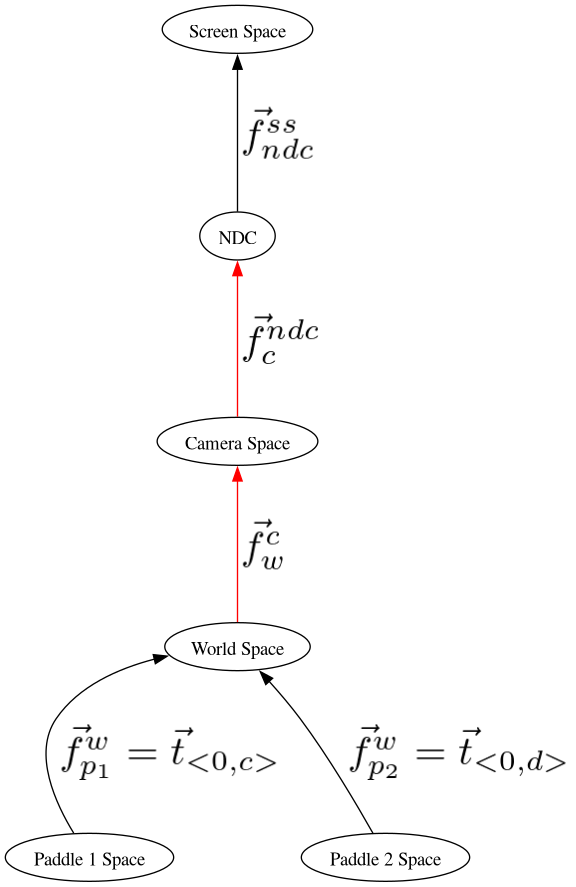 Screen Space
\vec{f}_{ndc}^{ss}
NDC
\vec{f}_{c}^{ndc}
Camera Space
\vec{f}_{w}^{c}
World Space
\vec{f}_{p_1}^{w} = \vec{t}_{<0,c>}
\vec{f}_{p_2}^{w} = \vec{t}_{<0,d>}
Paddle 1 Space
Paddle 2 Space